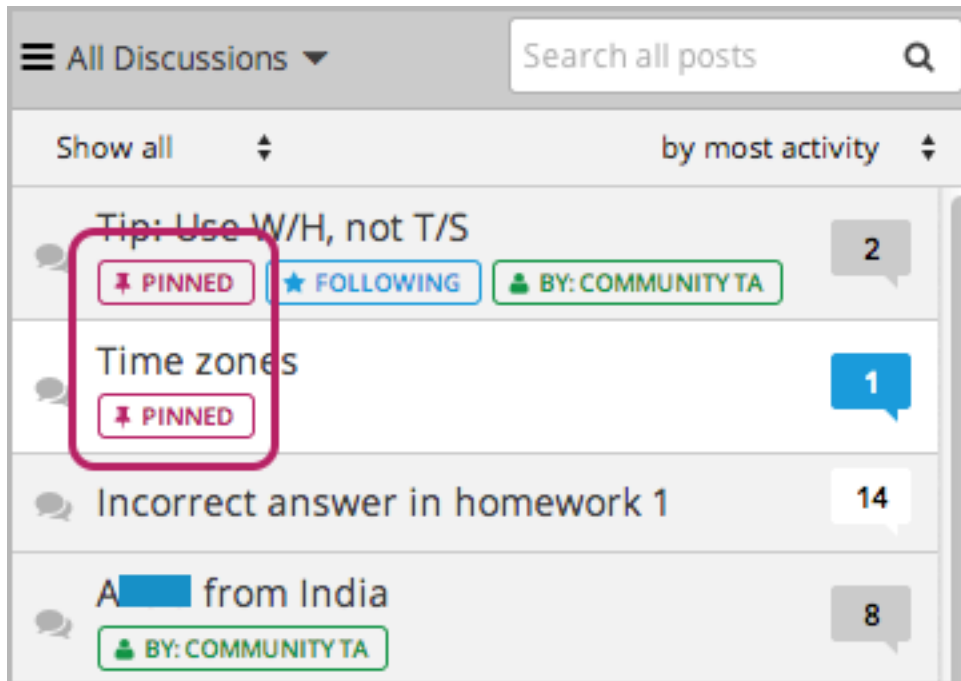 All Discussions
Search all posts
Show all
by most activity
Tip: Use W/H, not T/S
2
PINNED
FOLLOWING
BY: COMMUNITY TA
Time zones
1
PINNED
Incorrect answer in homework 1
14
A from India
8
BY: COMMUNITY TA